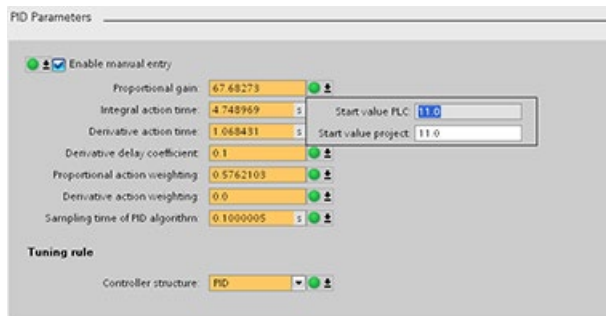 PID Parameters
Enable manual entry
Proportional gain: 67.68273
Integral action time: 4.748969 s
Start value PLC: 11.0
Derivative action time: 1.068431 s
Start value project: 11.0
Derivative delay coefficient: 0.1
Proportional action weighting: 0.5762103
Derivative action weighting: 0.0
Sampling time of PID algorithm: 0.1000005 s
Tuning rule
Controller structure: PID